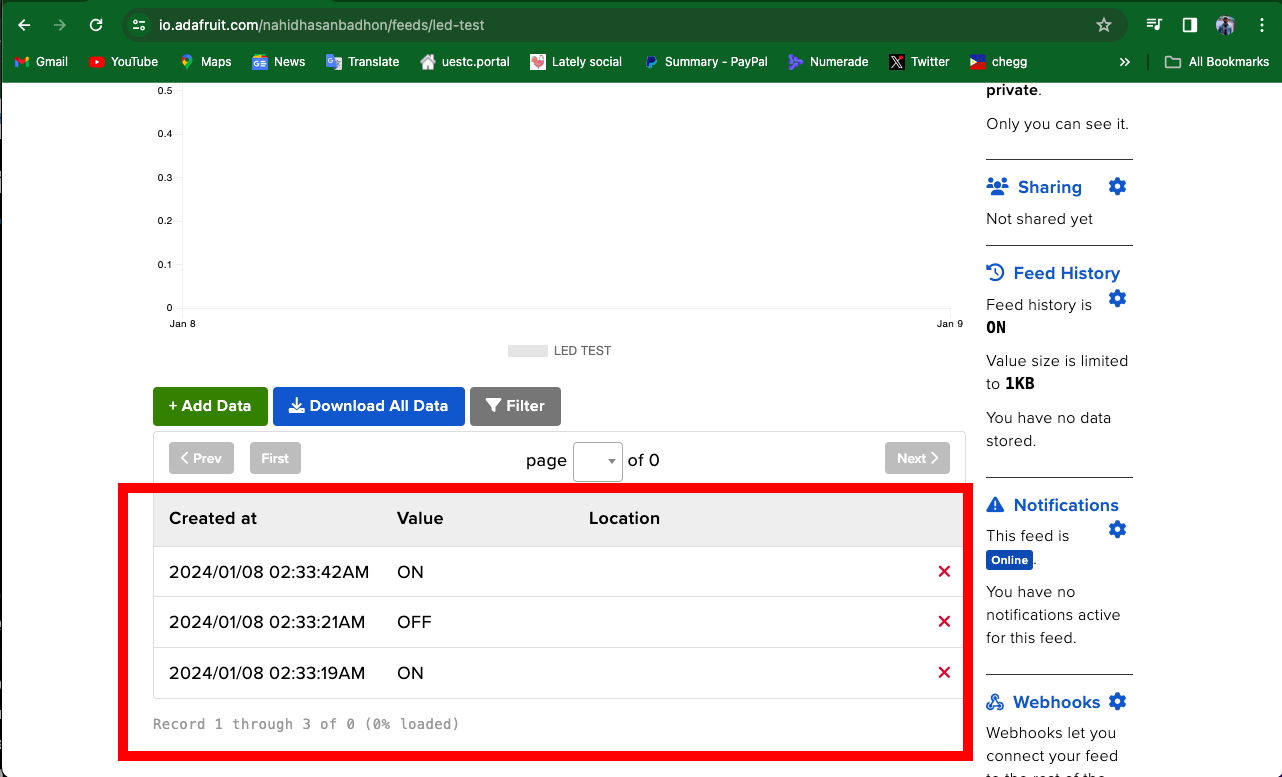 io.adafruit.com/nahidhasanbadhon/feeds/led-test
Gmail YouTube Maps News Translate uestc.portal Lately social Summary - PayPal Numerade Twitter chegg » All Bookmarks
0.5
0.4
0.3
0.2
0.1
0
Jan 8 Jan 9
LED TEST
+ Add Data Download All Data Filter
Prev First page of 0 Next
Created at Value Location
2024/01/08 02:33:42AM ON
2024/01/08 02:33:21AM OFF
2024/01/08 02:33:19AM ON
Record 1 through 3 of 0 (0% loaded)
private.
Only you can see it.
Sharing
Not shared yet
Feed History
Feed history is
ON
Value size is limited
to 1KB
You have no data
stored.
Notifications
This feed is
Online.
You have no
notifications active
for this feed.
Webhooks
Webhooks let you
connect your feed
to the rest of the